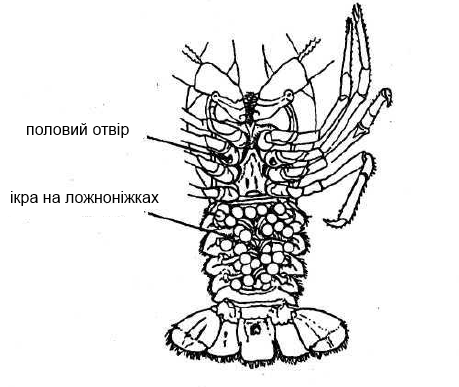 половий отвір
ікра на ложноніжках